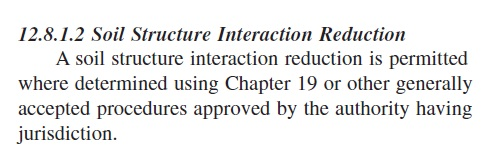 12.8.1.2 Soil Structure Interaction Reduction
A soil structure interaction reduction is permitted
where determined using Chapter 19 or other generally
accepted procedures approved by the authority having
jurisdiction.